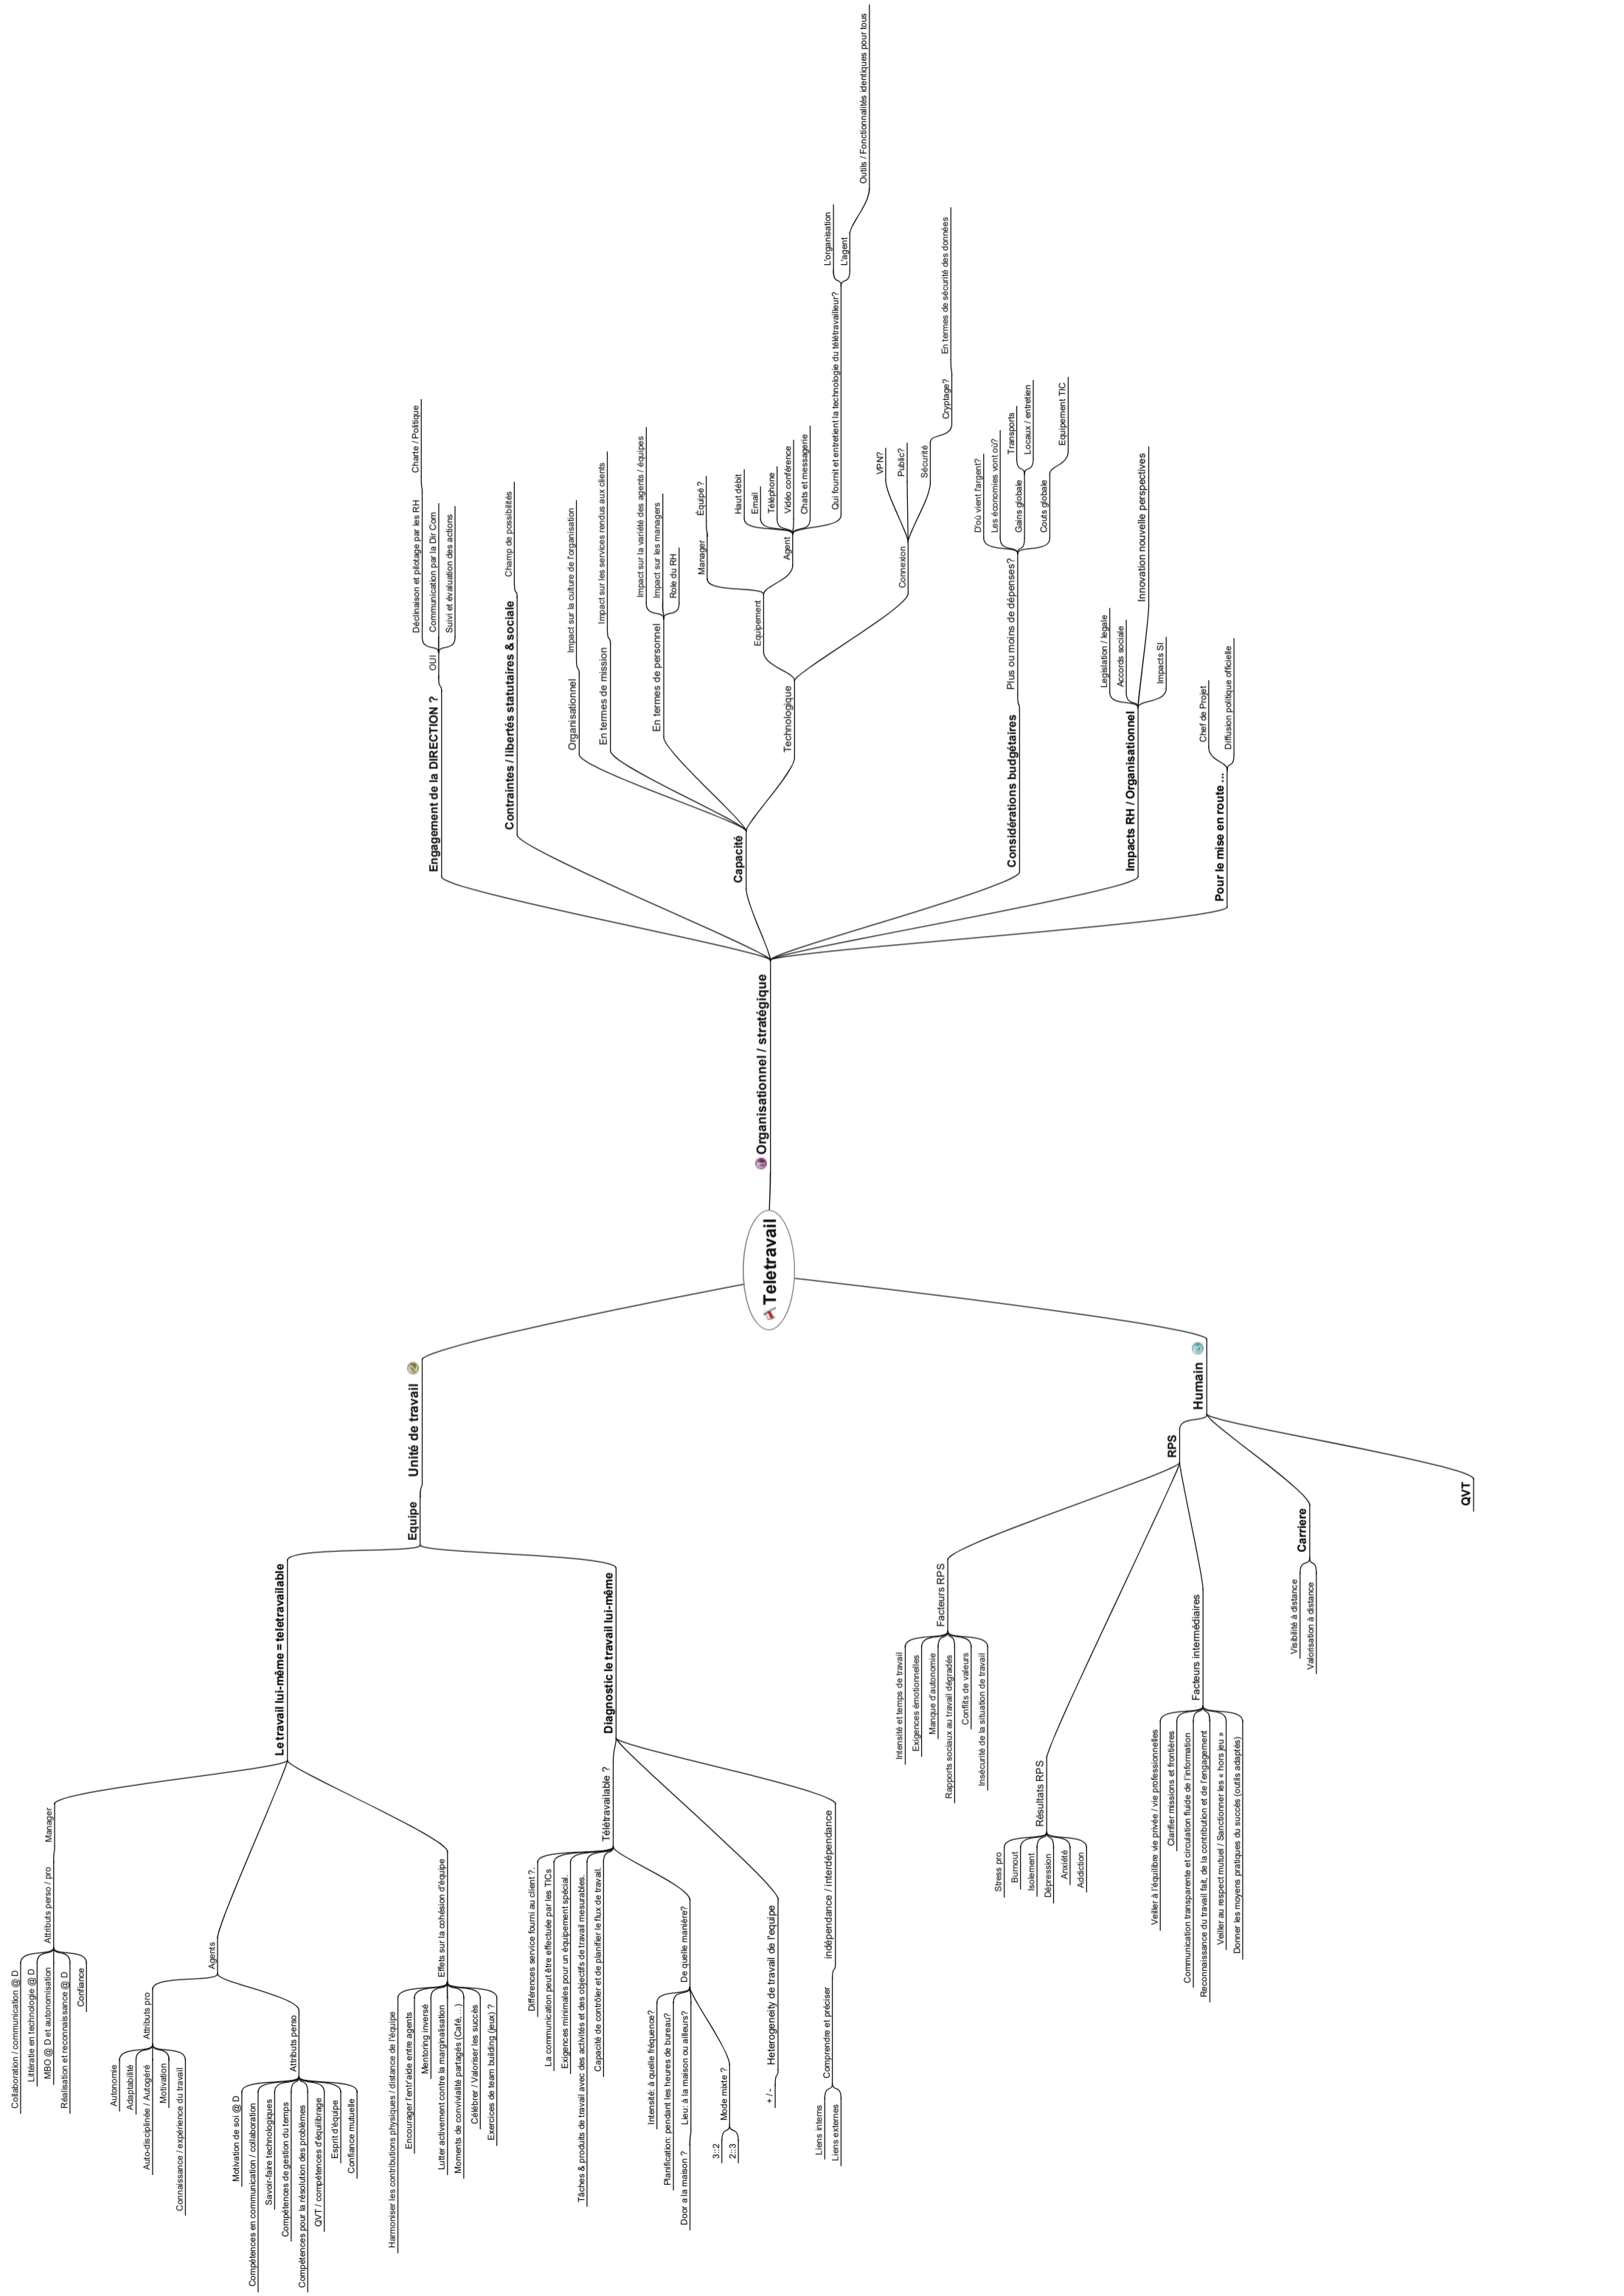 Teletravail
Organisationnel / stratégique
Engagement de la DIRECTION ?
OUI
Déclinaison et pilotage par les RH
Charte / Politique
Communication par la Dir Com
Suivi et évaluation des actions
Contraintes / libertés statutaires & sociale
Champ de possibilités
Capacité
Organisationnel
Impact sur la culture de l'organisation
En termes de mission
Impact sur les services rendus aux clients
En termes de personnel
Impact sur la variété des agents / équipes
Impact sur les managers
Role du RH
Technologique
Equipement
Manager
Équipé ?
Agent
Haut débit
Email
Téléphone
Vidéo conférence
Chats et messagerie
Qui fournit et entretient la technologie du télétravailleur?
L'organisation
L'agent
Outils / Fonctionnalités identiques pour tous
Connexion
VPN?
Public?
Sécurité
Cryptage?
En termes de sécurité des données
Considérations budgétaires
Plus ou moins de dépenses?
D'où vient l'argent?
Les économies vont où?
Gains globale
Transports
Locaux / entretien
Couts globale
Equipement TIC
Impacts RH / Organisationnel
Legislation / legale
Accords sociale
Innovation nouvelle perspectives
Impacts SI
Pour le mise en route ...
Chef de Projet
Diffusion politique officielle
Unité de travail
Equipe
Le travail lui-même = teletravailable
Manager
Attributs perso / pro
Collaboration / communication @ D
Littératie en technologie @ D
MBO @ D et autonomisation
Réalisation et reconnaissance @ D
Confiance
Agents
Attributs pro
Autonomie
Adaptabilité
Auto-disciplinée / Autogéré
Motivation
Connaissance / expérience du travail
Attributs perso
Motivation de soi @ D
Compétences en communication / collaboration
Savoir-faire technologiques
Compétences de gestion du temps
Compétences pour la résolution des problèmes
QVT / compétences d'équilibrage
Esprit d'équipe
Confiance mutuelle
Effets sur la cohésion d'équipe
Harmoniser les contributions physiques / distance de l'équipe
Encourager l'entr'aide entre agents
Mentoring inversé
Lutter activement contre la marginalisation
Moments de convivialité partagés (Café, ...)
Célébrer / Valoriser les succès
Exercices de team building (jeux) ?
Diagnostic le travail lui-même
Télétravailable ?
Différences service fourni au client ?.
La communication peut être effectuée par les TICs
Exigences minimales pour un équipement spécial.
Tâches & produits de travail avec des activités et des objectifs de travail mesurables.
Capacité de contrôler et de planifier le flux de travail.
De quelle manière?
Intensité: à quelle fréquence?
Planification: pendant les heures de bureau?
Lieu: à la maison ou ailleurs?
Door a la maison ?
Mode mixte ?
3::2
2::3
Heterogeneity de travail de l'equipe
+ / -
indépendance / interdépendance
Comprendre et préciser
Liens interns
Liens externes
Humain
RPS
Facteurs RPS
Intensité et temps de travail
Exigences émotionnelles
Manque d'autonomie
Rapports sociaux au travail dégradés
Conflits de valeurs
Insécurité de la situation de travail
Résultats RPS
Stress pro
Burnout
Isolement
Dépression
Anxiété
Addiction
Facteurs intermédiaires
Veiller à l'équilibre vie privée / vie professionnelles
Clarifier missions et frontières
Communication transparente et circulation fluide de l'information
Reconnaissance du travail fait, de la contribution et de l'engagement
Veiller au respect mutuel / Sanctionner les « hors jeu »
Donner les moyens pratiques du succès (outils adaptés)
Carriere
Visibilité à distance
Valorisation à distance
QVT